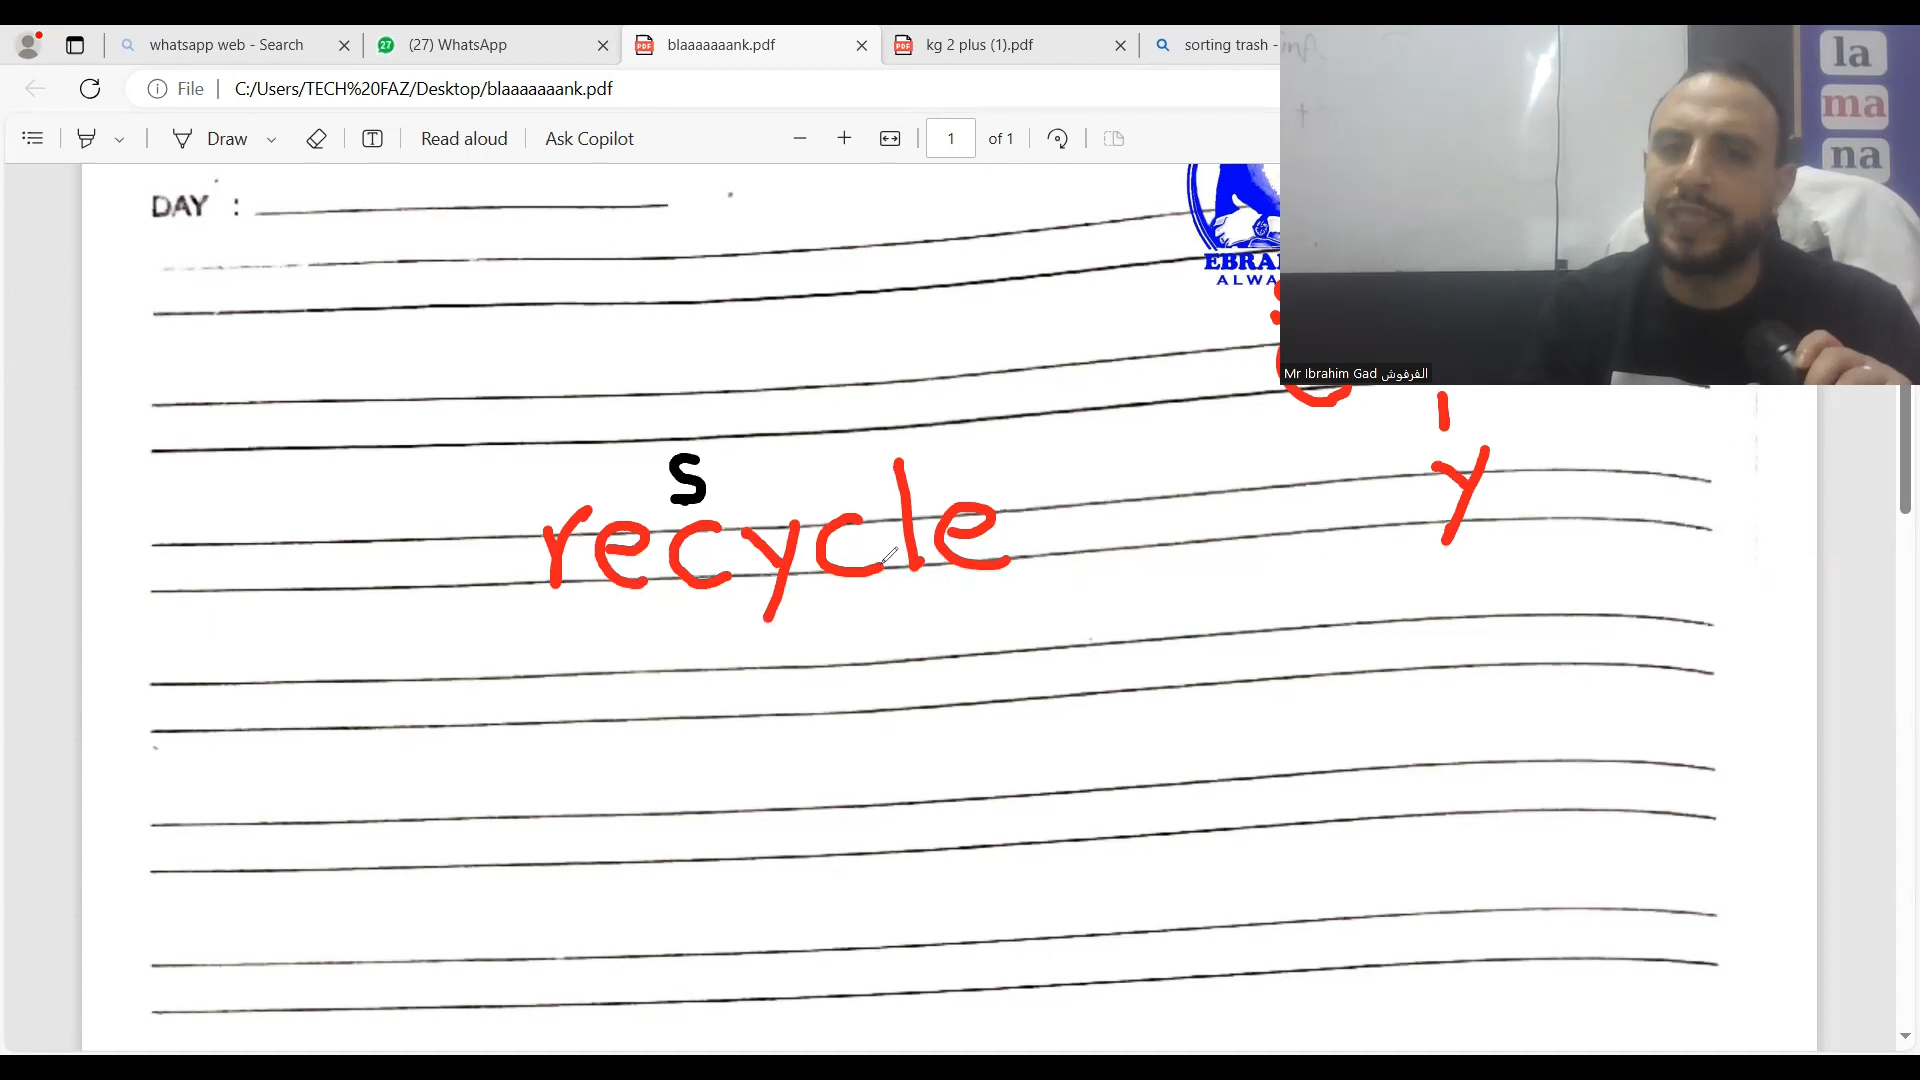 whatsapp web - Search
(27) WhatsApp
blaaaaaaank.pdf
kg 2 plus (1).pdf
sorting trash -
File
C:/Users/TECH%20FAZ/Desktop/blaaaaaaank.pdf
Draw
Read aloud
Ask Copilot
1
of 1
DAY :
EBRA
ALWA
la
ma
na
Mr Ibrahim Gad الفرفوش
s
recycle
y